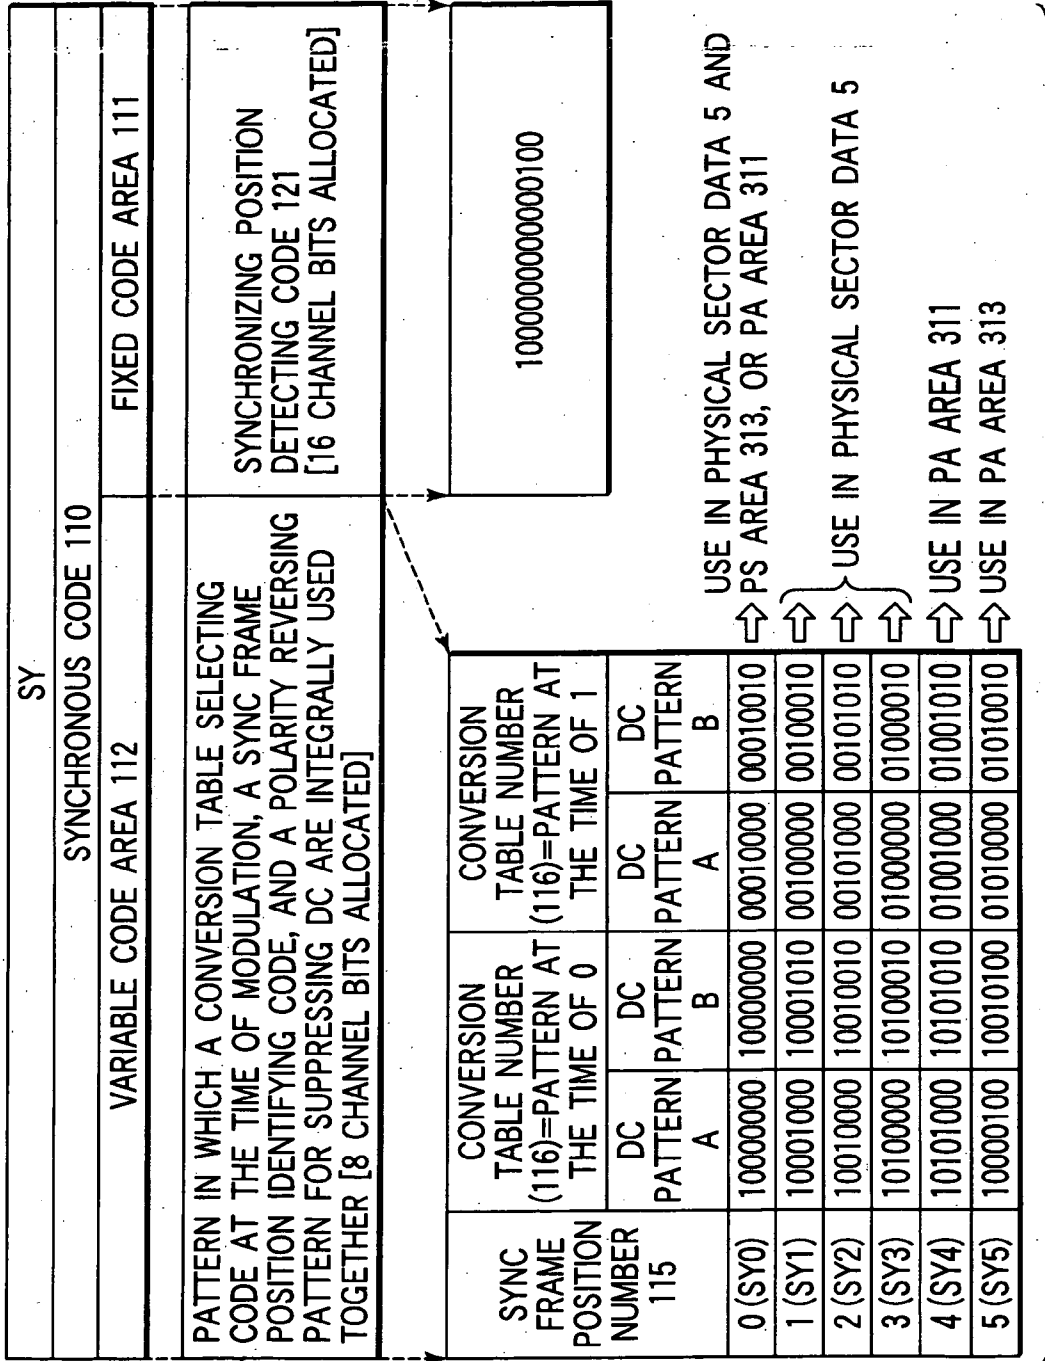 SY
SYNCHRONOUS CODE 110
VARIABLE CODE AREA 112
FIXED CODE AREA 111
PATTERN IN WHICH A CONVERSION TABLE SELECTING
CODE AT THE TIME OF MODULATION, A SYNC FRAME
POSITION IDENTIFYING CODE, AND A POLARITY REVERSING
PATTERN FOR SUPPRESSING DC ARE INTEGRALLY USED
TOGETHER [8 CHANNEL BITS ALLOCATED]
SYNCHRONIZING POSITION
DETECTING CODE 121
[16 CHANNEL BITS ALLOCATED]
1000000000000100
SYNC
FRAME
POSITION
NUMBER
115
CONVERSION
TABLE NUMBER
(116)=PATTERN AT
THE TIME OF 0
CONVERSION
TABLE NUMBER
(116)=PATTERN AT
THE TIME OF 1
DC
PATTERN
A
DC
PATTERN
B
DC
PATTERN
A
DC
PATTERN
B
0 (SY0) 10000000 10000000 00010000 00010010
1 (SY1) 10001000 10001010 00100000 00100010
2 (SY2) 10010000 10010010 00101000 00101010
3 (SY3) 10100000 10100010 01000000 01000010
4 (SY4) 10101000 10101010 01001000 01001010
5 (SY5) 10000100 10010100 01010000 01010010
USE IN PHYSICAL SECTOR DATA 5 AND
PS AREA 313, OR PA AREA 311
USE IN PHYSICAL SECTOR DATA 5
USE IN PA AREA 311
USE IN PA AREA 313